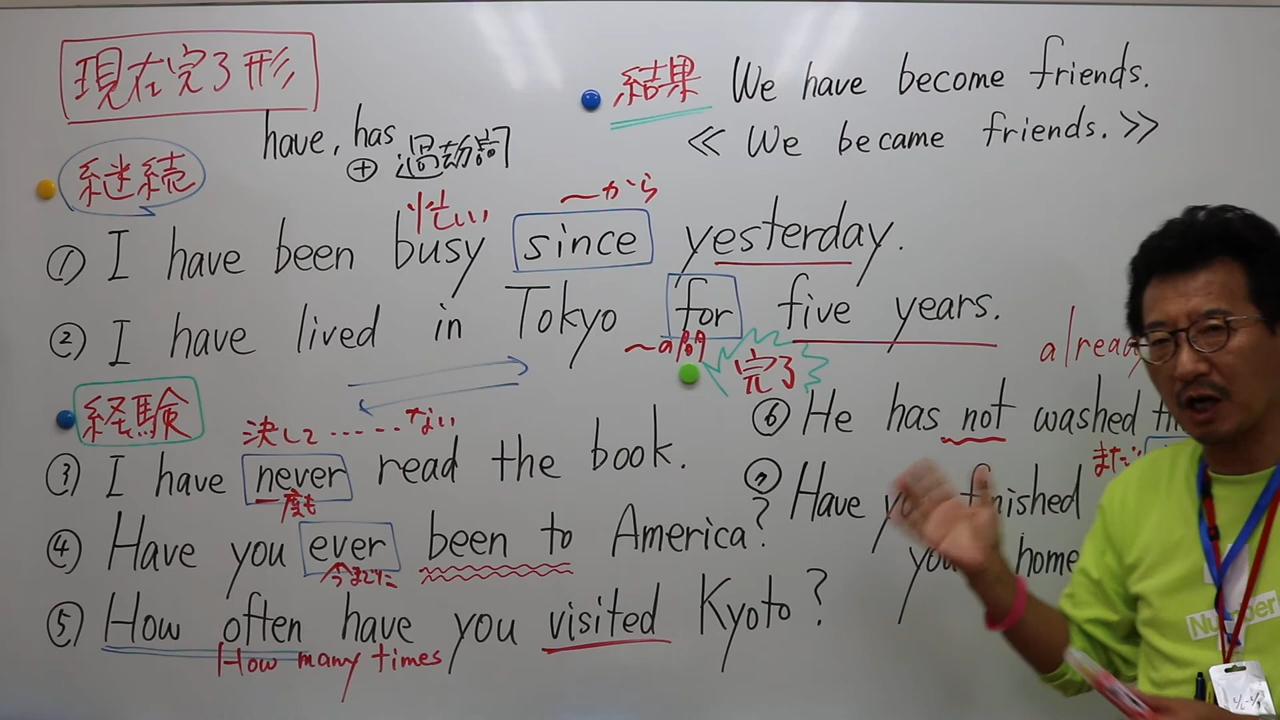 現在完了形
have, has
⊕ 過去分詞
継続
忙しい
～から
① I have been busy since yesterday.
② I have lived in Tokyo for five years.
～の間
経験
決して……ない
③ I have never read the book.
一度も
④ Have you ever been to America?
今までに
⑤ How often have you visited Kyoto?
How many times
結果 We have become friends.
≪ We became friends. ≫
完了
⑥ He has not washed
まだ
⑦ Have finished
home
Number